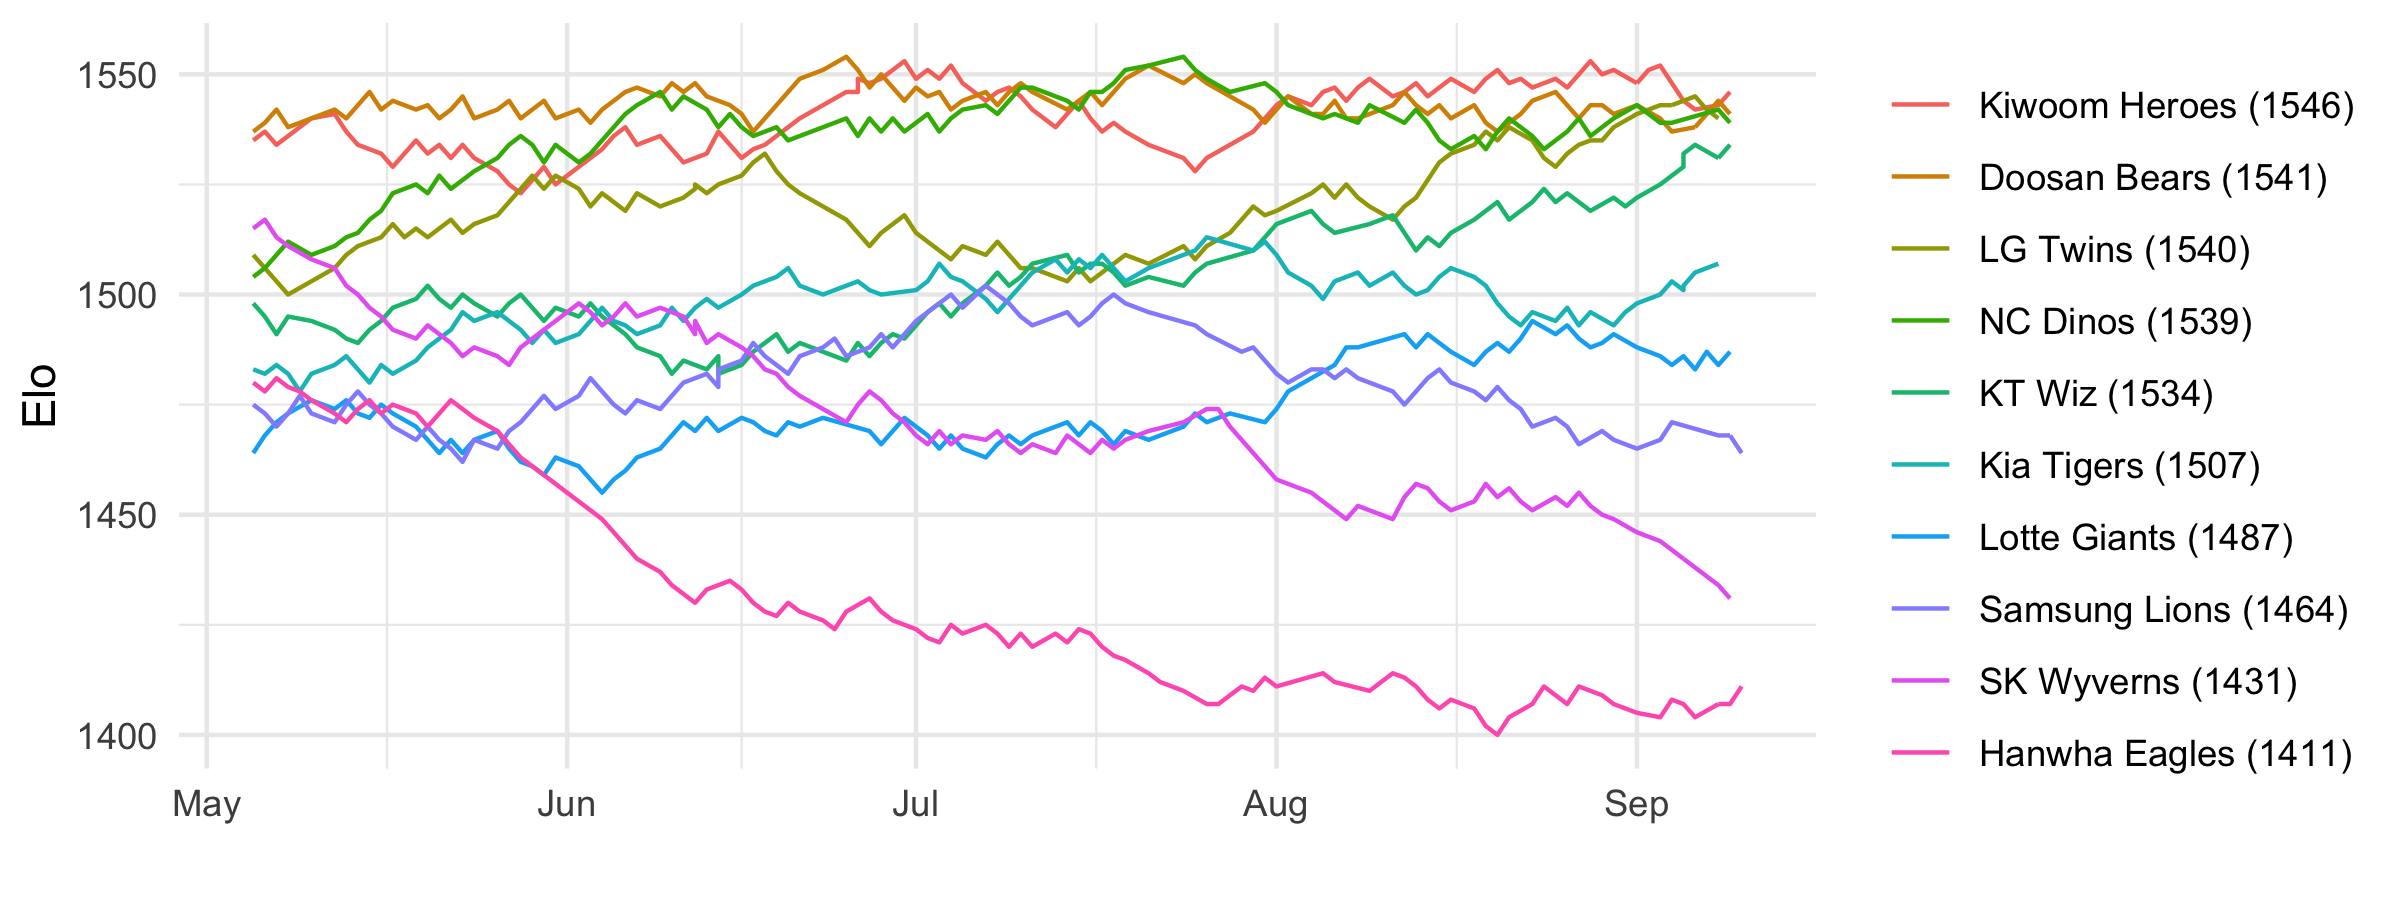 Elo
1550
1500
1450
1400
May
Jun
Jul
Aug
Sep
Kiwoom Heroes (1546)
Doosan Bears (1541)
LG Twins (1540)
NC Dinos (1539)
KT Wiz (1534)
Kia Tigers (1507)
Lotte Giants (1487)
Samsung Lions (1464)
SK Wyverns (1431)
Hanwha Eagles (1411)